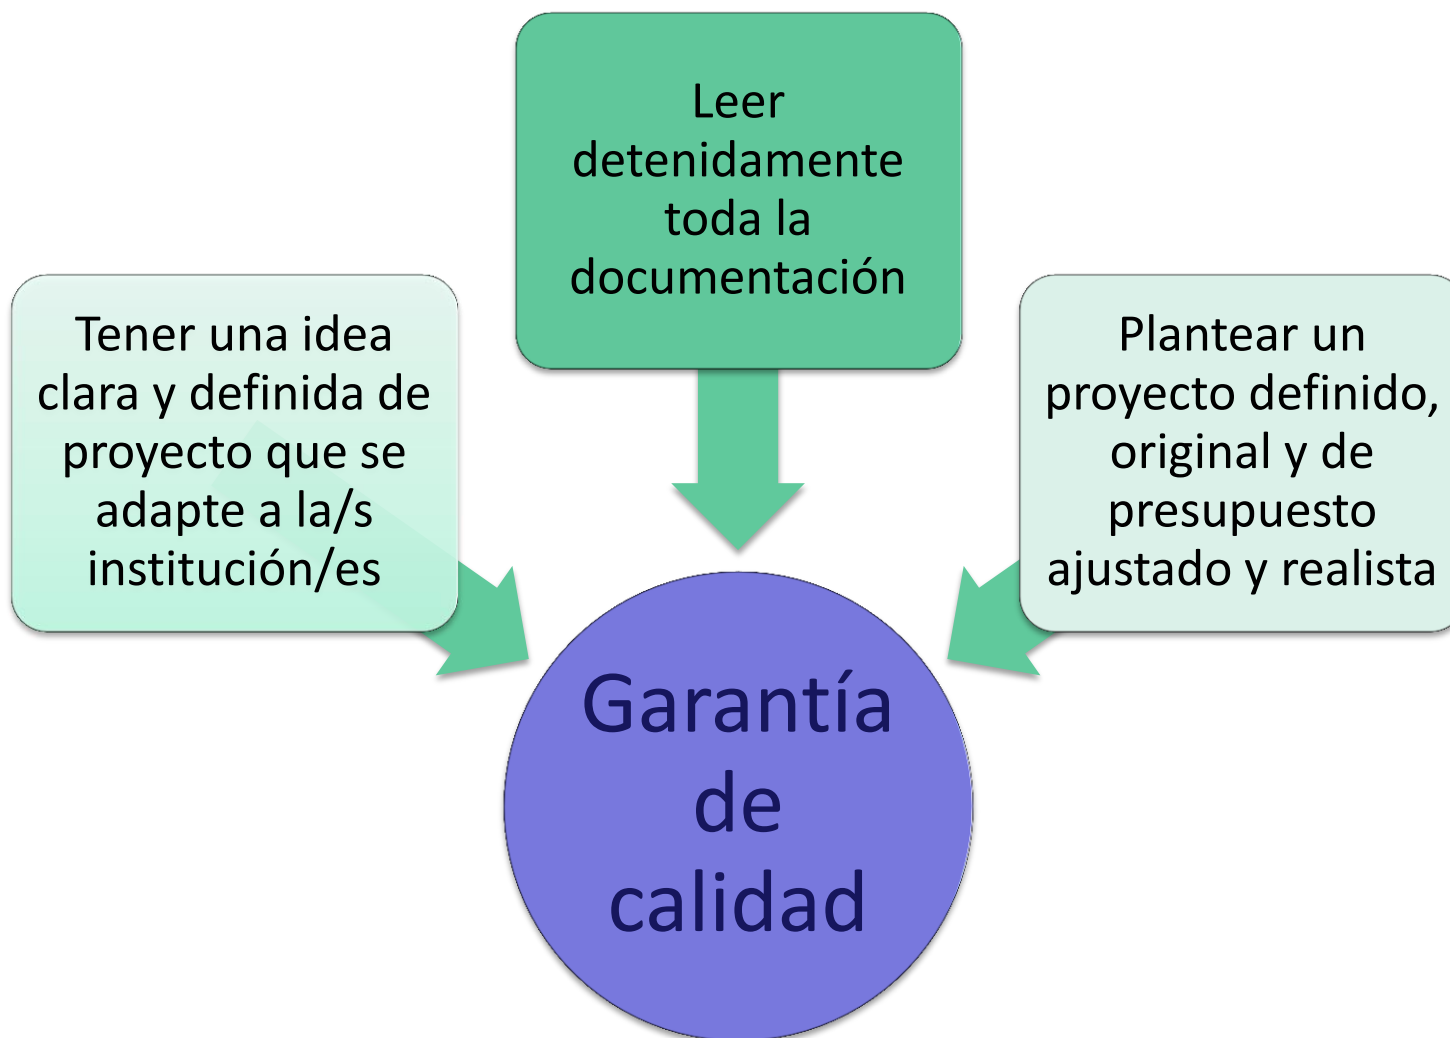 Leer
detenidamente
toda la
documentación
Tener una idea
clara y definida de
proyecto que se
adapte a la/s
institución/es
Plantear un
proyecto definido,
original y de
presupuesto
ajustado y realista
Garantía
de
calidad